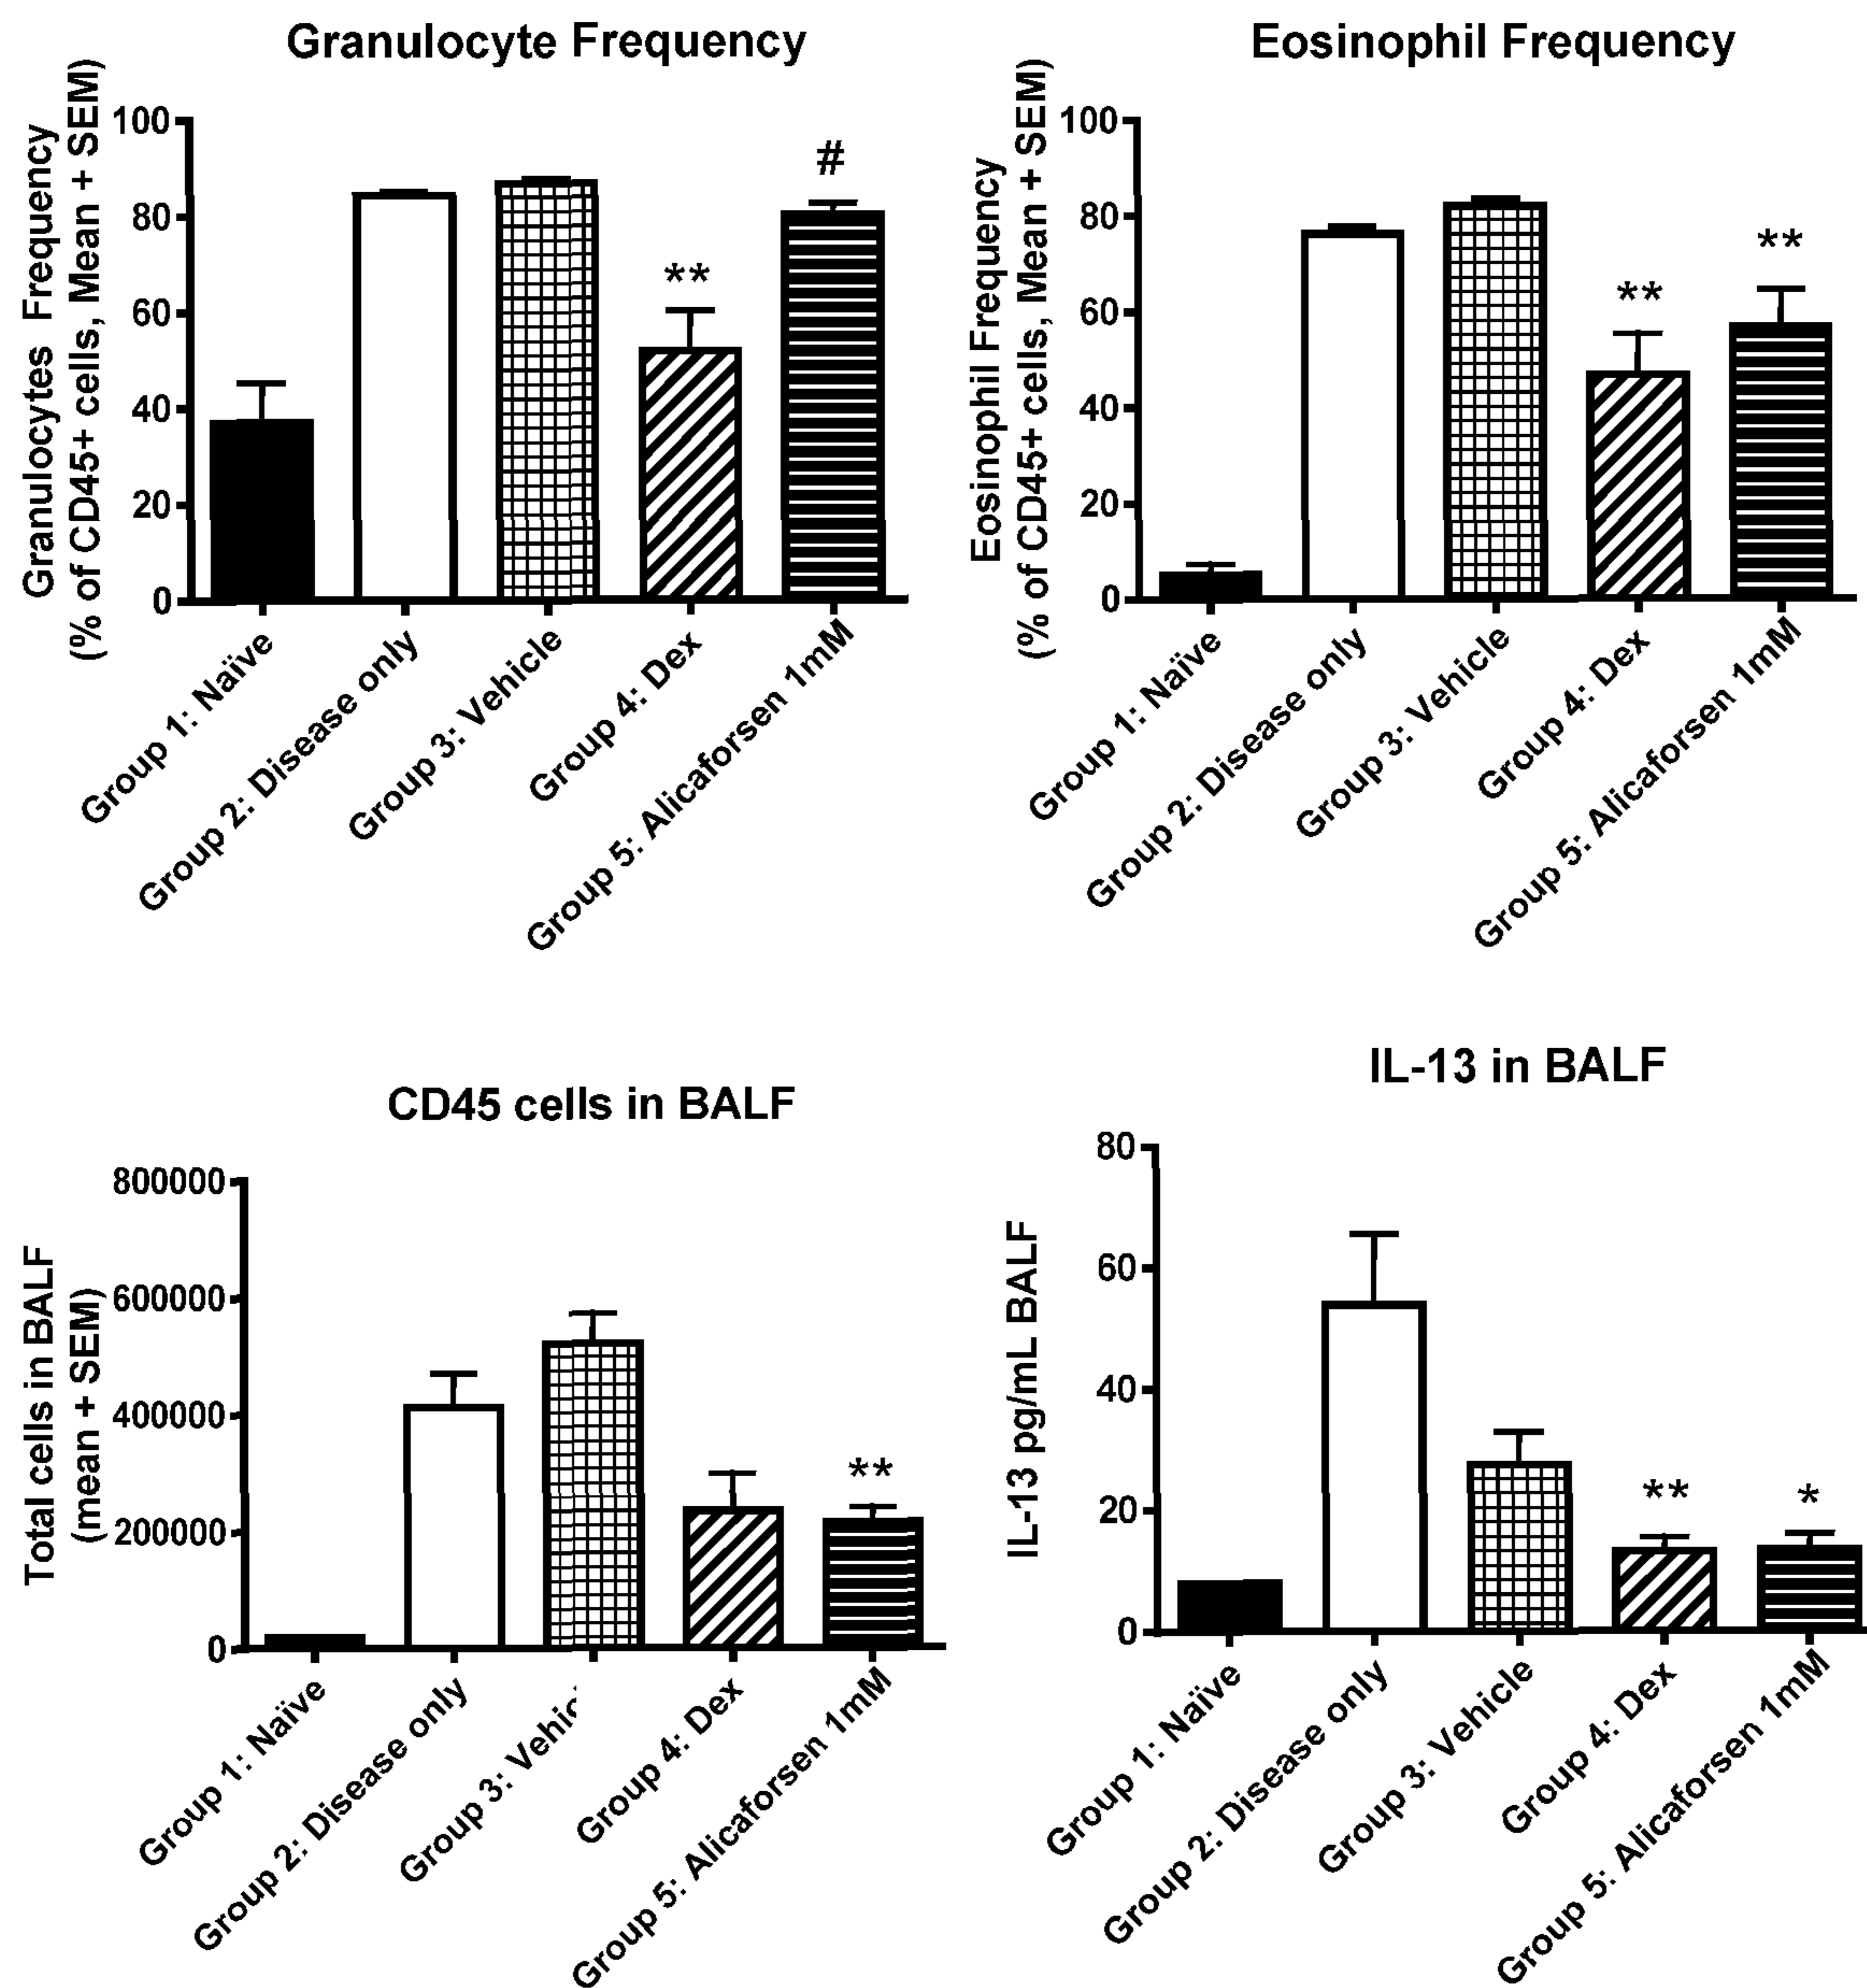 Granulocyte Frequency
Granulocytes Frequency
(% of CD45+ cells, Mean + SEM)
100
80
60
40
20
0
**
#
Group 1: Naïve
Group 2: Disease only
Group 3: Vehicle
Group 4: Dex
Group 5: Alicaforsen 1mM
Eosinophil Frequency
Eosinophil Frequency
(% of CD45+ cells, Mean + SEM)
100
80
60
40
20
0
**
**
Group 1: Naïve
Group 2: Disease only
Group 3: Vehicle
Group 4: Dex
Group 5: Alicaforsen 1mM
CD45 cells in BALF
Total cells in BALF
(mean + SEM)
800000
600000
400000
200000
0
**
Group 1: Naïve
Group 2: Disease only
Group 3: Vehic
Group 4: Dex
Group 5: Alicaforsen 1mM
IL-13 in BALF
IL-13 pg/mL BALF
80
60
40
20
0
**
*
Group 1: Naïve
Group 2: Disease only
Group 3: Vehicle
Group 4: Dex
Group 5: Alicaforsen 1mM